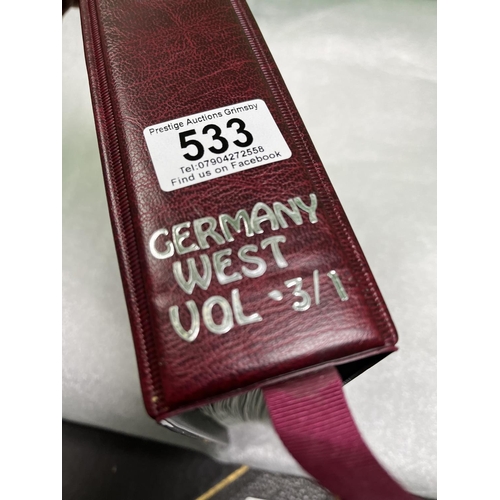 Prestige Auctions Grimsby
533
Tel:07904272558
Find us on Facebook
GERMANY
WEST
VOL·3/1